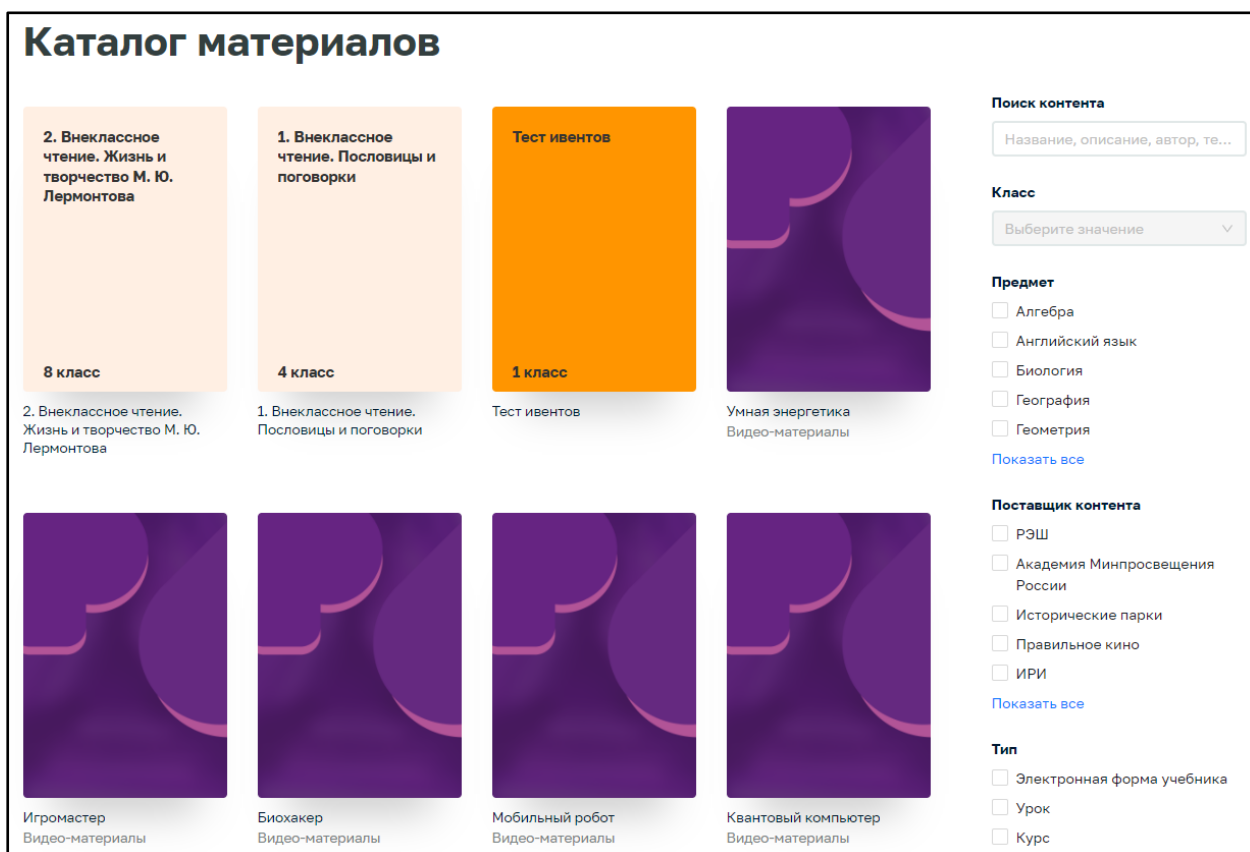 Каталог материалов
2. Внеклассное
чтение. Жизнь и
творчество М. Ю.
Лермонтова
8 класс
2. Внеклассное чтение.
Жизнь и творчество М. Ю.
Лермонтова
1. Внеклассное
чтение. Пословицы и
поговорки
4 класс
1. Внеклассное чтение.
Пословицы и поговорки
Тест ивентов
1 класс
Тест ивентов
Умная энергетика
Видео-материалы
Игромастер
Видео-материалы
Биохакер
Видео-материалы
Мобильный робот
Видео-материалы
Квантовый компьютер
Видео-материалы
Поиск контента
Название, описание, автор, те...
Класс
Выберите значение
Предмет
Алгебра
Английский язык
Биология
География
Геометрия
Показать все
Поставщик контента
РЭШ
Академия Минпросвещения
России
Исторические парки
Правильное кино
ИРИ
Показать все
Тип
Электронная форма учебника
Урок
Курс